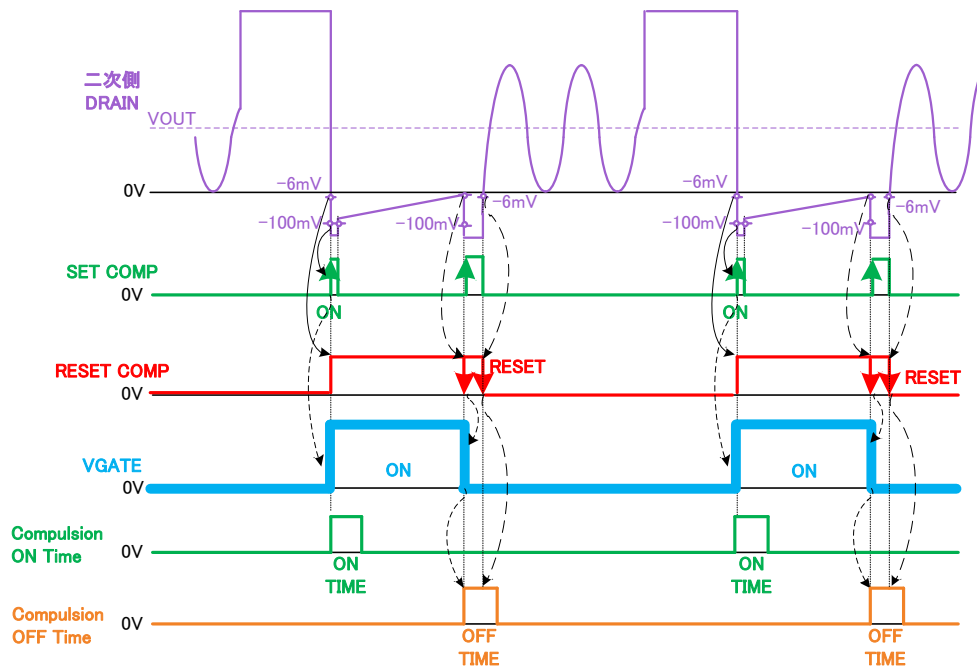 二次側
DRAIN
VOUT
0V
-6mV
-100mV
-100mV
-6mV
-6mV
-100mV
-100mV
-6mV
SET COMP
0V
ON
ON
RESET COMP
0V
RESET
RESET
VGATE
0V
ON
ON
Compulsion
ON Time
0V
ON
TIME
ON
TIME
Compulsion
OFF Time
0V
OFF
TIME
OFF
TIME